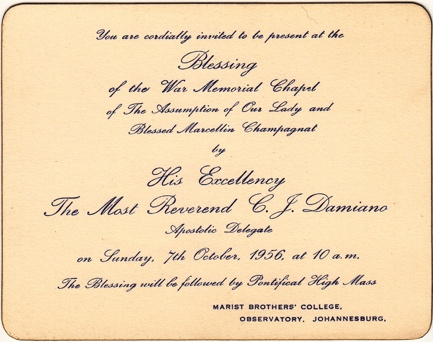 You are cordially invited to be present at the
Blessing
of the War Memorial Chapel
of The Assumption of Our Lady and
Blessed Marcellin Champagnat
by
His Excellency
The Most Reverend C. J. Damiano
Apostolic Delegate
on Sunday, 7th October, 1956, at 10 a.m.
The Blessing will be followed by Pontifical High Mass
MARIST BROTHERS' COLLEGE,
OBSERVATORY, JOHANNESBURG,